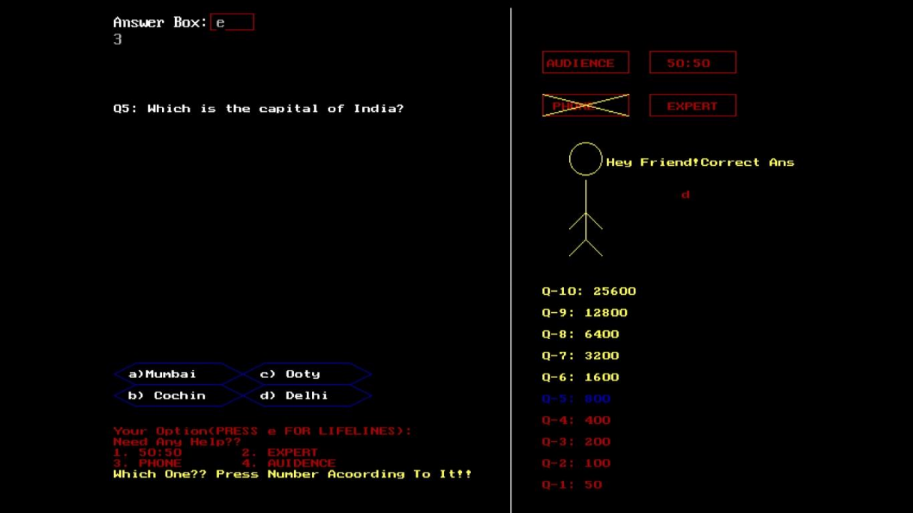 Answer Box: e
3
Q5: Which is the capital of India?
a)Mumbai
c) Ooty
b) Cochin
d) Delhi
Your Option(PRESS e FOR LIFELINES):
Need Any Help??
1. 50:50 2. EXPERT
3. PHONE 4. AUIDENCE
Which One?? Press Number Acoording To It!!
AUDIENCE
50:50
PHONE
EXPERT
Hey Friend!Correct Ans
d
Q-10: 25600
Q-9: 12800
Q-8: 6400
Q-7: 3200
Q-6: 1600
Q-5: 800
Q-4: 400
Q-3: 200
Q-2: 100
Q-1: 50